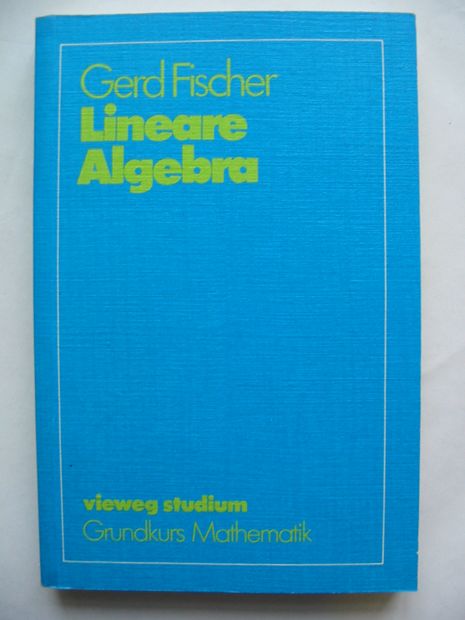 Gerd Fischer
Lineare
Algebra
vieweg studium
Grundkurs Mathematik